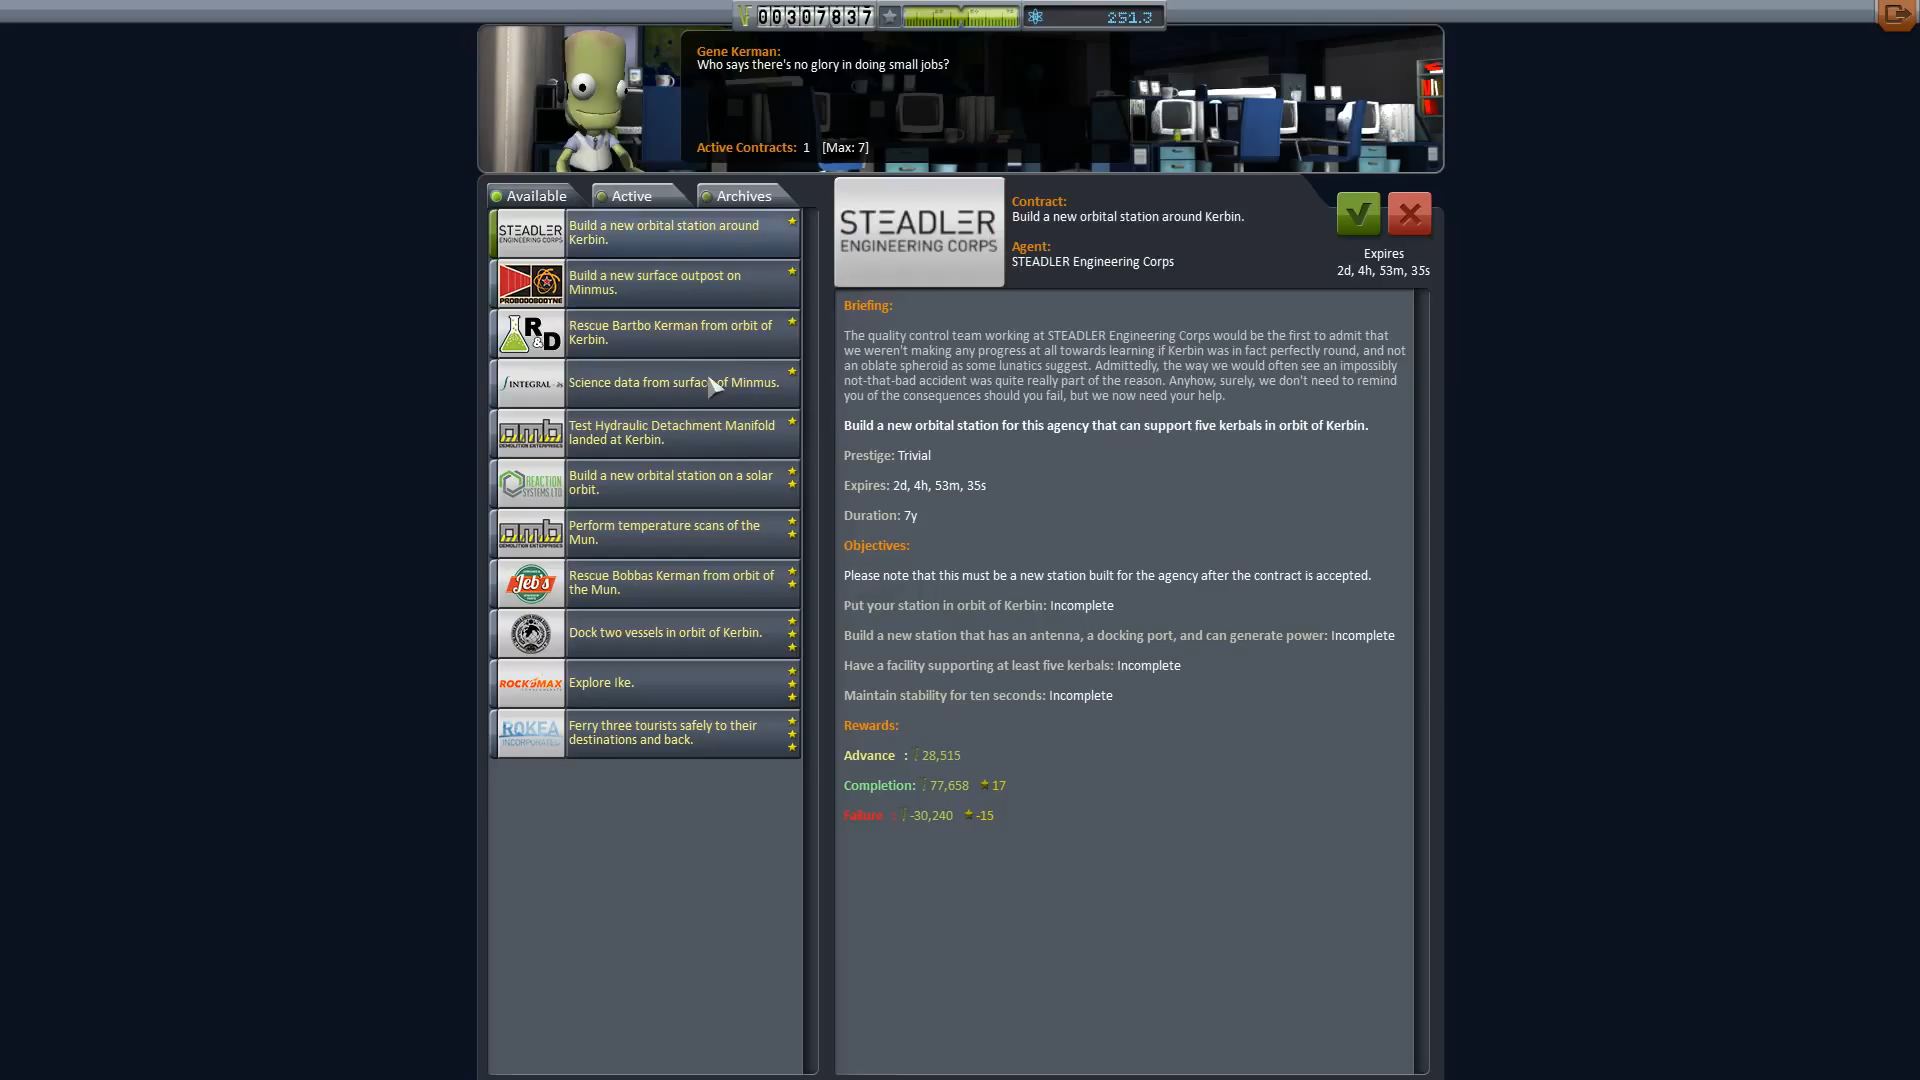 00307837
251.3
Gene Kerman:
Who says there's no glory in doing small jobs?
Active Contracts: 1 [Max: 7]
Available
Active
Archives
STEADLER
ENGINEERING CORPS
Build a new orbital station around
Kerbin.
PROBODOBODYNE
Build a new surface outpost on
Minmus.
R&D
Rescue Bartbo Kerman from orbit of
Kerbin.
INTEGRAL
Science data from surface of Minmus.
OMB
DEMOLITION ENTERPRISES
Test Hydraulic Detachment Manifold
landed at Kerbin.
REACTION
SYSTEMS LTD
Build a new orbital station on a solar
orbit.
OMB
DEMOLITION ENTERPRISES
Perform temperature scans of the
Mun.
Jeb's
Rescue Bobbas Kerman from orbit of
the Mun.
Dock two vessels in orbit of Kerbin.
ROCKOMAX
Explore Ike.
ROKEA
INCORPORATED
Ferry three tourists safely to their
destinations and back.
STEADLER
ENGINEERING CORPS
Contract:
Build a new orbital station around Kerbin.
Agent:
STEADLER Engineering Corps
Expires
2d, 4h, 53m, 35s
Briefing:
The quality control team working at STEADLER Engineering Corps would be the first to admit that
we weren't making any progress at all towards learning if Kerbin was in fact perfectly round, and not
an oblate spheroid as some lunatics suggest. Admittedly, the way we would often see an impossibly
not-that-bad accident was quite really part of the reason. Anyhow, surely, we don't need to remind
you of the consequences should you fail, but we now need your help.
Build a new orbital station for this agency that can support five kerbals in orbit of Kerbin.
Prestige: Trivial
Expires: 2d, 4h, 53m, 35s
Duration: 7y
Objectives:
Please note that this must be a new station built for the agency after the contract is accepted.
Put your station in orbit of Kerbin: Incomplete
Build a new station that has an antenna, a docking port, and can generate power: Incomplete
Have a facility supporting at least five kerbals: Incomplete
Maintain stability for ten seconds: Incomplete
Rewards:
Advance : 28,515
Completion: 77,658 17
Failure : -30,240 -15